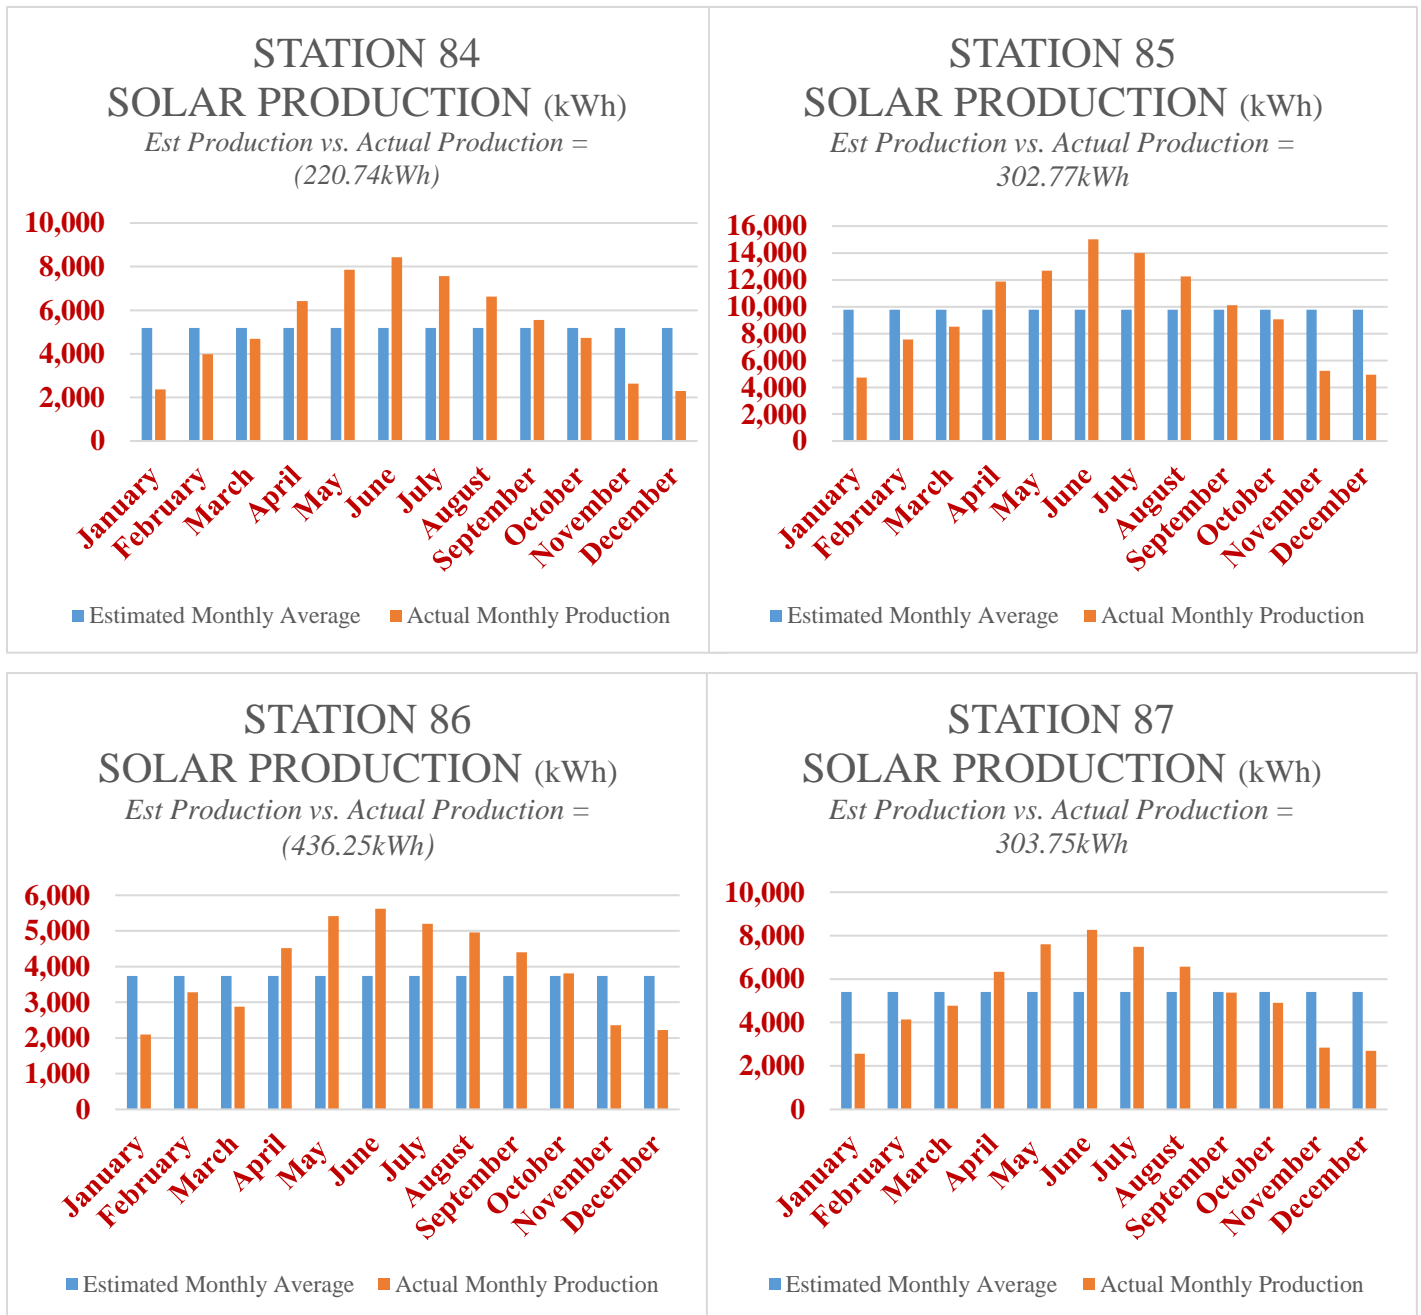 STATION 84
SOLAR PRODUCTION (kWh)
Est Production vs. Actual Production =
(220.74kWh)
10,000
8,000
6,000
4,000
2,000
0
January
February
March
April
May
June
July
August
September
October
November
December
Estimated Monthly Average
Actual Monthly Production
STATION 85
SOLAR PRODUCTION (kWh)
Est Production vs. Actual Production =
302.77kWh
16,000
14,000
12,000
10,000
8,000
6,000
4,000
2,000
0
January
February
March
April
May
June
July
August
September
October
November
December
Estimated Monthly Average
Actual Monthly Production
STATION 86
SOLAR PRODUCTION (kWh)
Est Production vs. Actual Production =
(436.25kWh)
6,000
5,000
4,000
3,000
2,000
1,000
0
January
February
March
April
May
June
July
August
September
October
November
December
Estimated Monthly Average
Actual Monthly Production
STATION 87
SOLAR PRODUCTION (kWh)
Est Production vs. Actual Production =
303.75kWh
10,000
8,000
6,000
4,000
2,000
0
January
February
March
April
May
June
July
August
September
October
November
December
Estimated Monthly Average
Actual Monthly Production